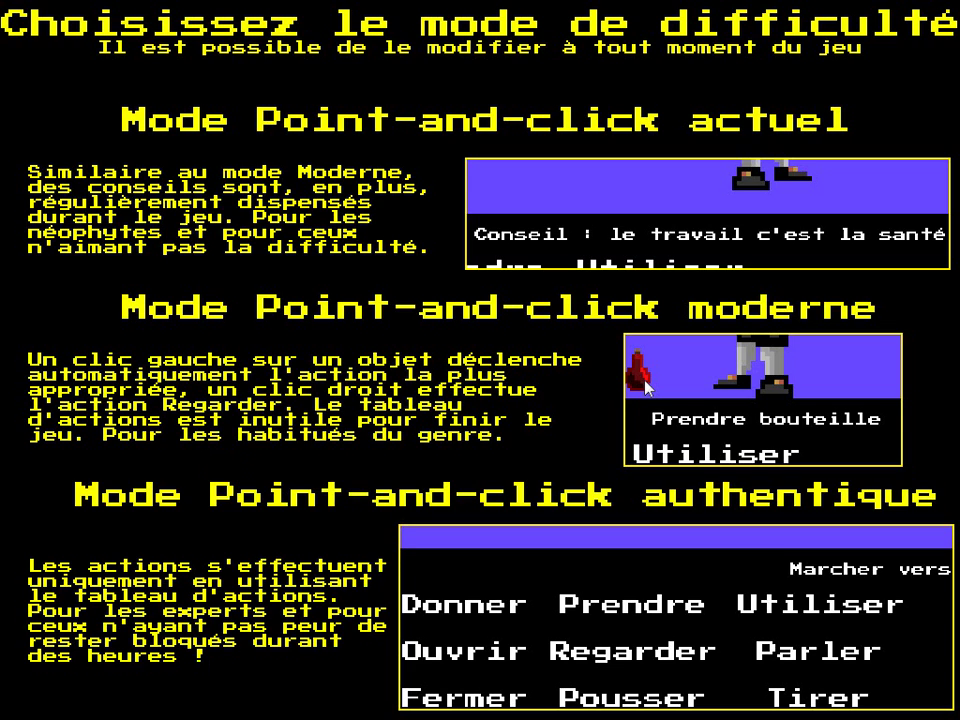 Choisissez le mode de difficulté
Il est possible de le modifier à tout moment du jeu
Mode Point-and-click actuel
Similaire au mode Moderne,
des conseils sont, en plus,
régulièrement dispensés
durant le jeu. Pour les
néophytes et pour ceux
n'aimant pas la difficulté.
Conseil : le travail c'est la santé
Utiliser
Mode Point-and-click moderne
Un clic gauche sur un objet déclenche
automatiquement l'action la plus
appropriée, un clic droit effectue
l'action Regarder. Le tableau
d'actions est inutile pour finir le
jeu. Pour les habitués du genre.
Prendre bouteille
Utiliser
Mode Point-and-click authentique
Les actions s'effectuent
uniquement en utilisant
le tableau d'actions.
Pour les experts et pour
ceux n'ayant pas peur de
rester bloqués durant
des heures !
Marcher vers
Donner Prendre Utiliser
Ouvrir Regarder Parler
Fermer Pousser Tirer